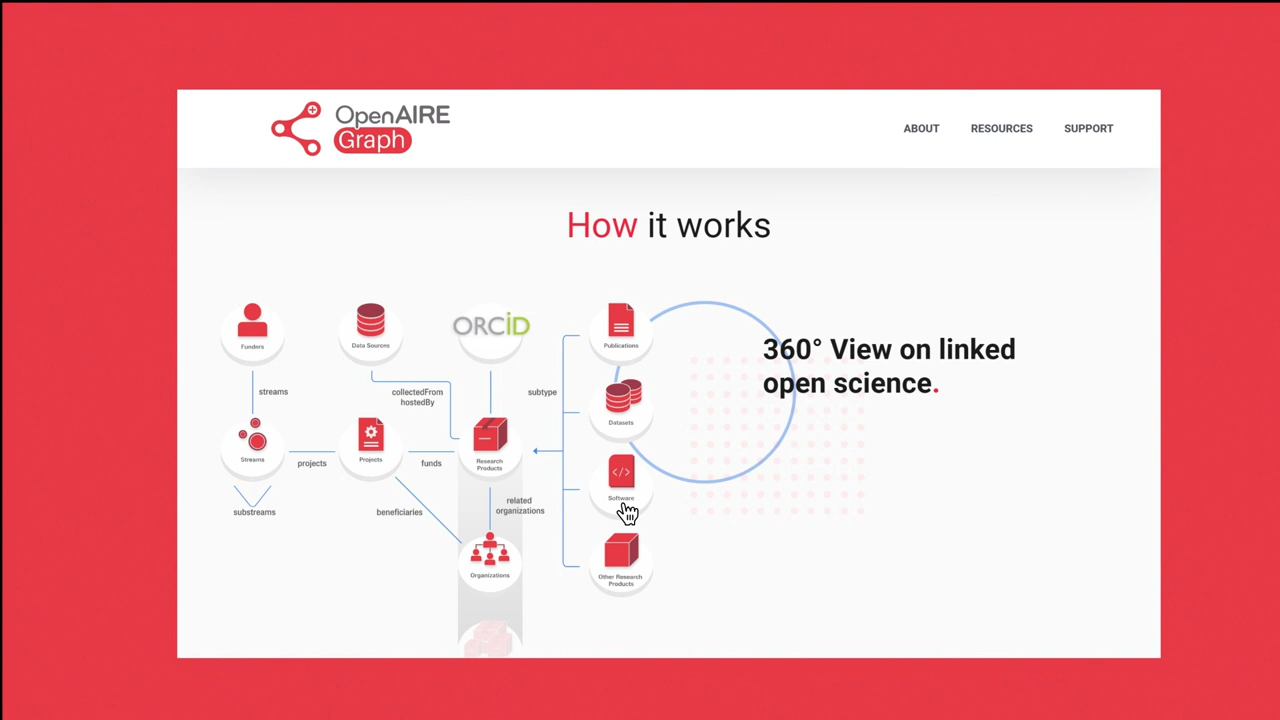 OpenAIRE
Graph
ABOUT
RESOURCES
SUPPORT
How it works
Funders
Data Sources
ORCiD
Publications
360° View on linked
open science.
streams
collectedFrom
hostedBy
subtype
Datasets
Streams
projects
Projects
funds
Research
Products
Software
substreams
beneficiaries
related
organizations
Organizations
Other Research
Products